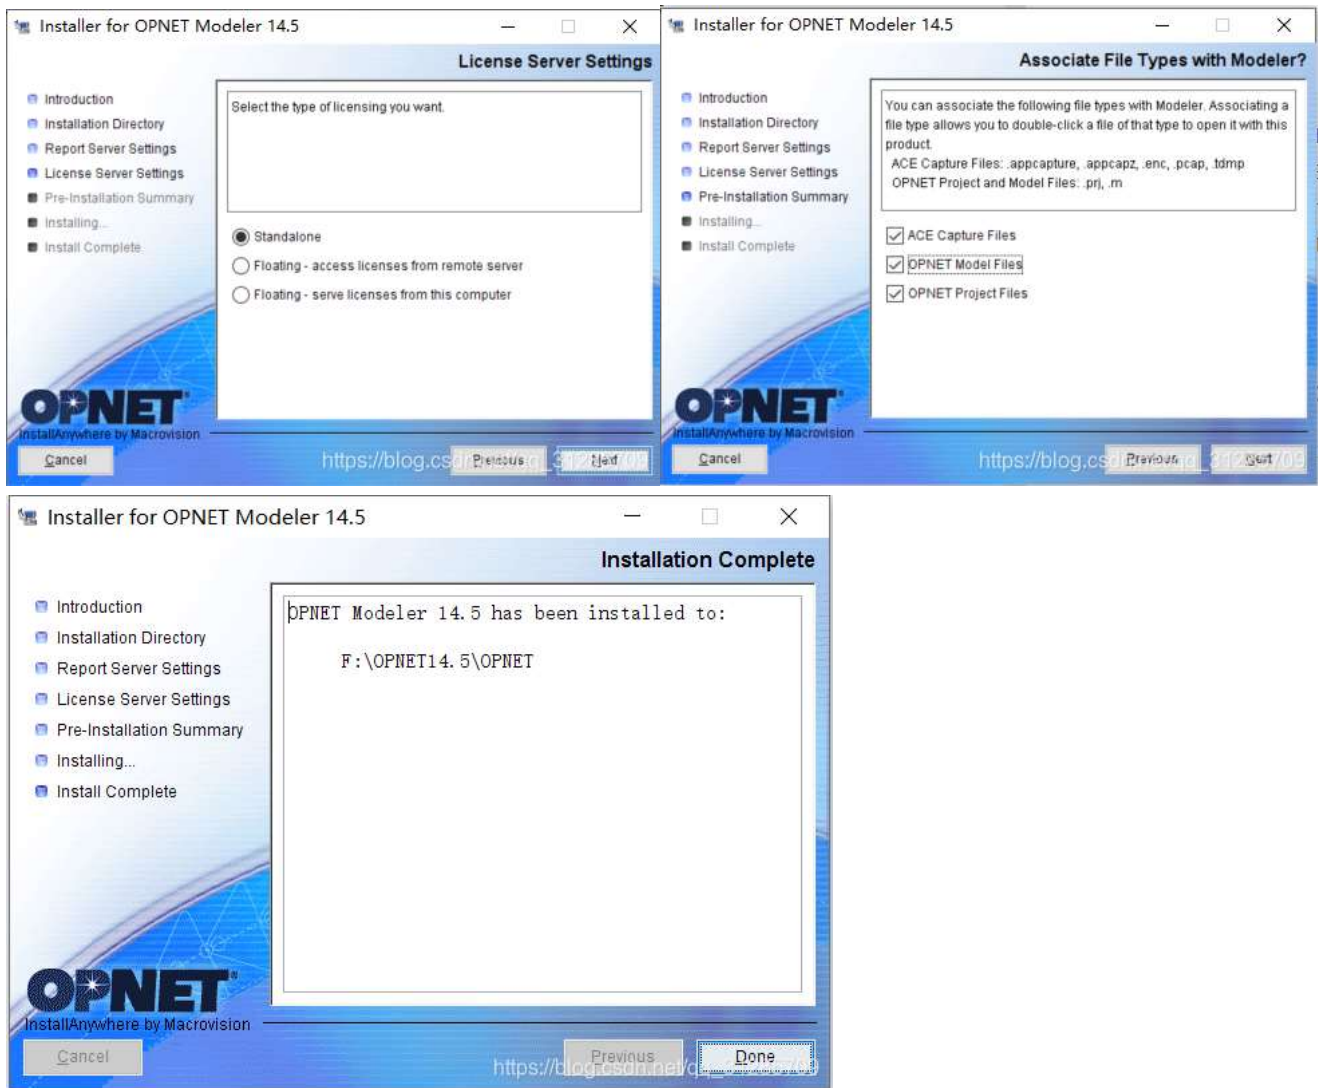 Installer for OPNET Modeler 14.5
License Server Settings
Introduction
Installation Directory
Report Server Settings
License Server Settings
Pre-Installation Summary
Installing...
Install Complete
Select the type of licensing you want.
Standalone
Floating - access licenses from remote server
Floating - serve licenses from this computer
OPNET
InstallAnywhere by Macrovision
Cancel
Previous
Next
Installer for OPNET Modeler 14.5
Associate File Types with Modeler?
Introduction
Installation Directory
Report Server Settings
License Server Settings
Pre-Installation Summary
Installing...
Install Complete
You can associate the following file types with Modeler. Associating a
file type allows you to double-click a file of that type to open it with this
product.
ACE Capture Files: .appcapture, .appcapz, .enc, .pcap, .tdmp
OPNET Project and Model Files: .prj, .m
ACE Capture Files
OPNET Model Files
OPNET Project Files
OPNET
InstallAnywhere by Macrovision
Cancel
Previous
Next
Installer for OPNET Modeler 14.5
Installation Complete
Introduction
Installation Directory
Report Server Settings
License Server Settings
Pre-Installation Summary
Installing...
Install Complete
OPNET Modeler 14.5 has been installed to:
F:\OPNET14.5\OPNET
OPNET
InstallAnywhere by Macrovision
Cancel
Previous
Done